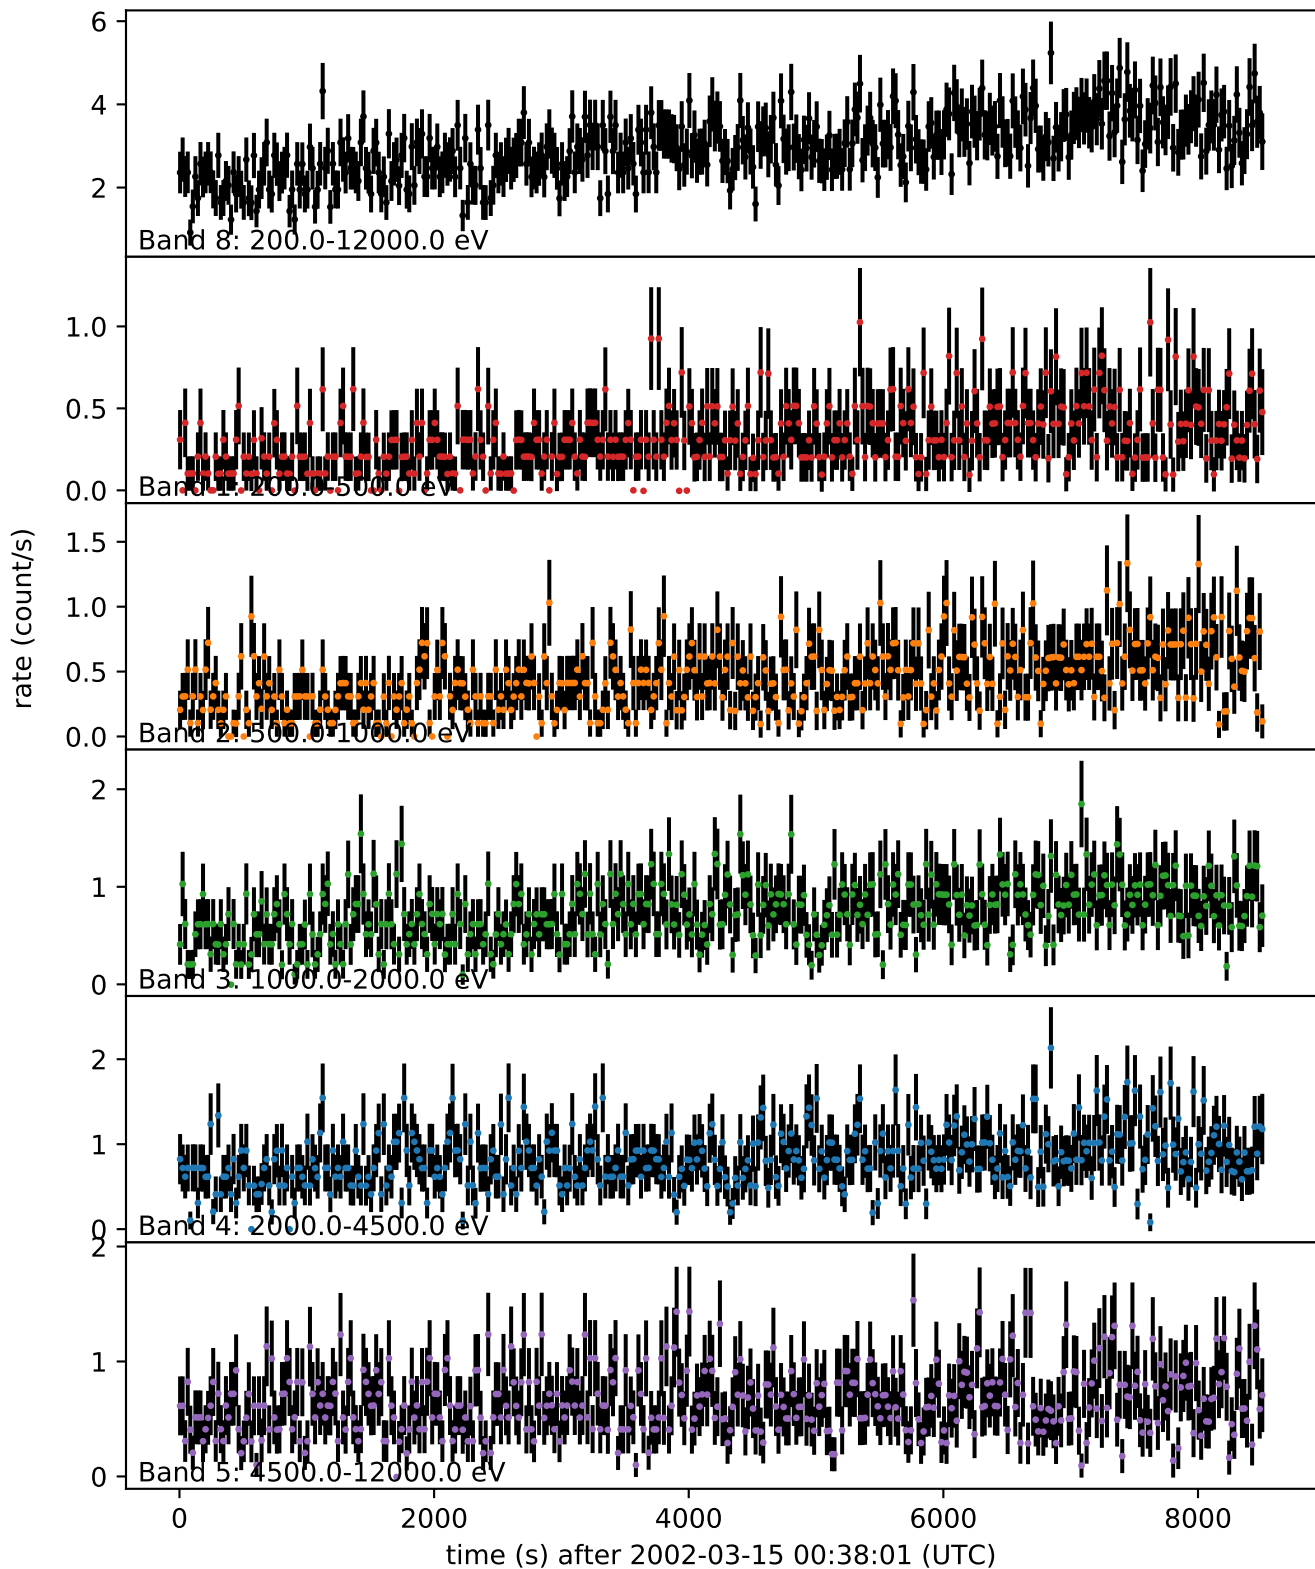 6
4
2
Band 8: 200.0-12000.0 eV
1.0
0.5
0.0
Band 1: 200.0-500.0 eV
rate (count/s)
1.5
1.0
0.5
0.0
Band 2: 500.0-1000.0 eV
2
1
0
Band 3: 1000.0-2000.0 eV
2
1
0
Band 4: 2000.0-4500.0 eV
2
1
0
Band 5: 4500.0-12000.0 eV
0 2000 4000 6000 8000
time (s) after 2002-03-15 00:38:01 (UTC)